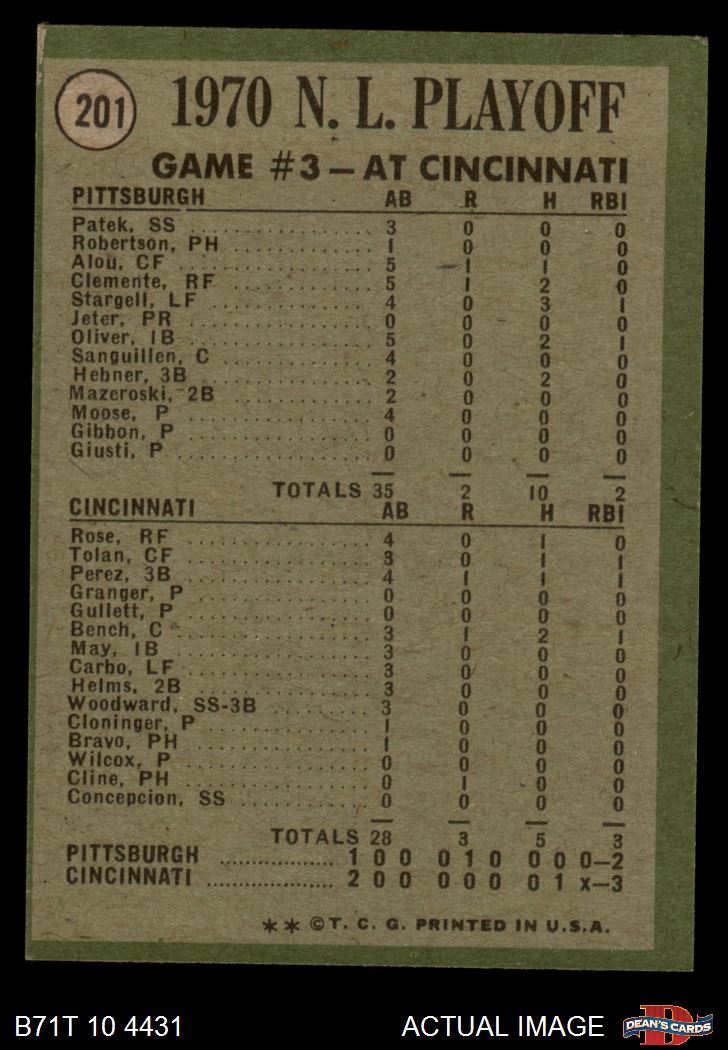 201 1970 N. L. PLAYOFF
GAME #3 – AT CINCINNATI
PITTSBURGH AB R H RBI
Patek, SS 3 0 0 0
Robertson, PH 1 0 0 0
Alou, CF 5 1 1 0
Clemente, RF 5 1 2 0
Stargell, LF 4 0 3 1
Jeter, PR 0 0 0 0
Oliver, 1B 5 0 2 1
Sanguillen, C 4 0 0 0
Hebner, 3B 2 0 2 0
Mazeroski, 2B 2 0 0 0
Moose, P 4 0 0 0
Gibbon, P 0 0 0 0
Giusti, P 0 0 0 0
TOTALS 35 2 10 2
CINCINNATI AB R H RBI
Rose, RF 4 0 1 0
Tolan, CF 3 0 1 1
Perez, 3B 4 1 1 1
Granger, P 0 0 0 0
Gullett, P 0 0 0 0
Bench, C 3 1 2 1
May, 1B 3 0 0 0
Carbo, LF 3 0 0 0
Helms, 2B 3 0 0 0
Woodward, SS-3B 3 0 0 0
Cloninger, P 1 0 0 0
Bravo, PH 1 0 0 0
Wilcox, P 0 0 0 0
Cline, PH 0 1 0 0
Concepcion, SS 0 0 0 0
TOTALS 28 3 5 3
PITTSBURGH 1 0 0 0 1 0 0 0 0–2
CINCINNATI 2 0 0 0 0 0 0 1 x–3
** © T. C. G. PRINTED IN U.S.A.
B71T 10 4431 ACTUAL IMAGE D DEAN'S CARDS